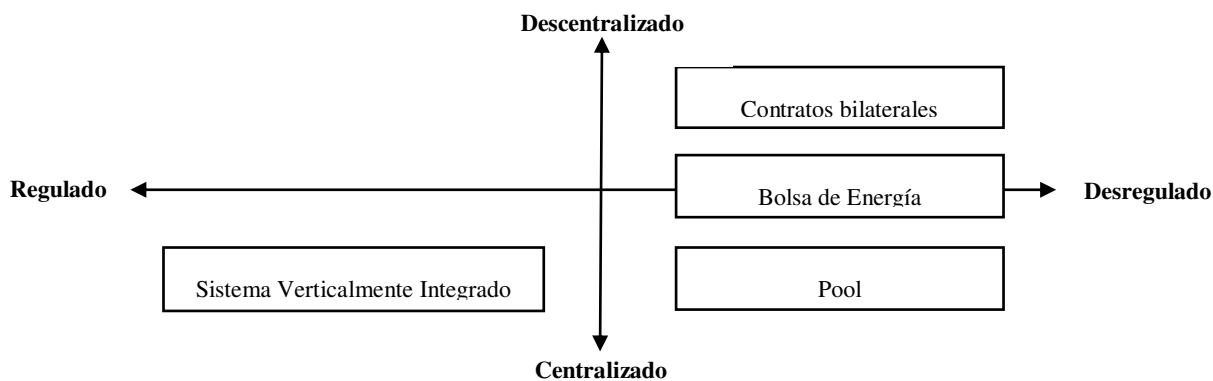 Descentralizado
Contratos bilaterales
Regulado
Bolsa de Energía
Desregulado
Sistema Verticalmente Integrado
Pool
Centralizado